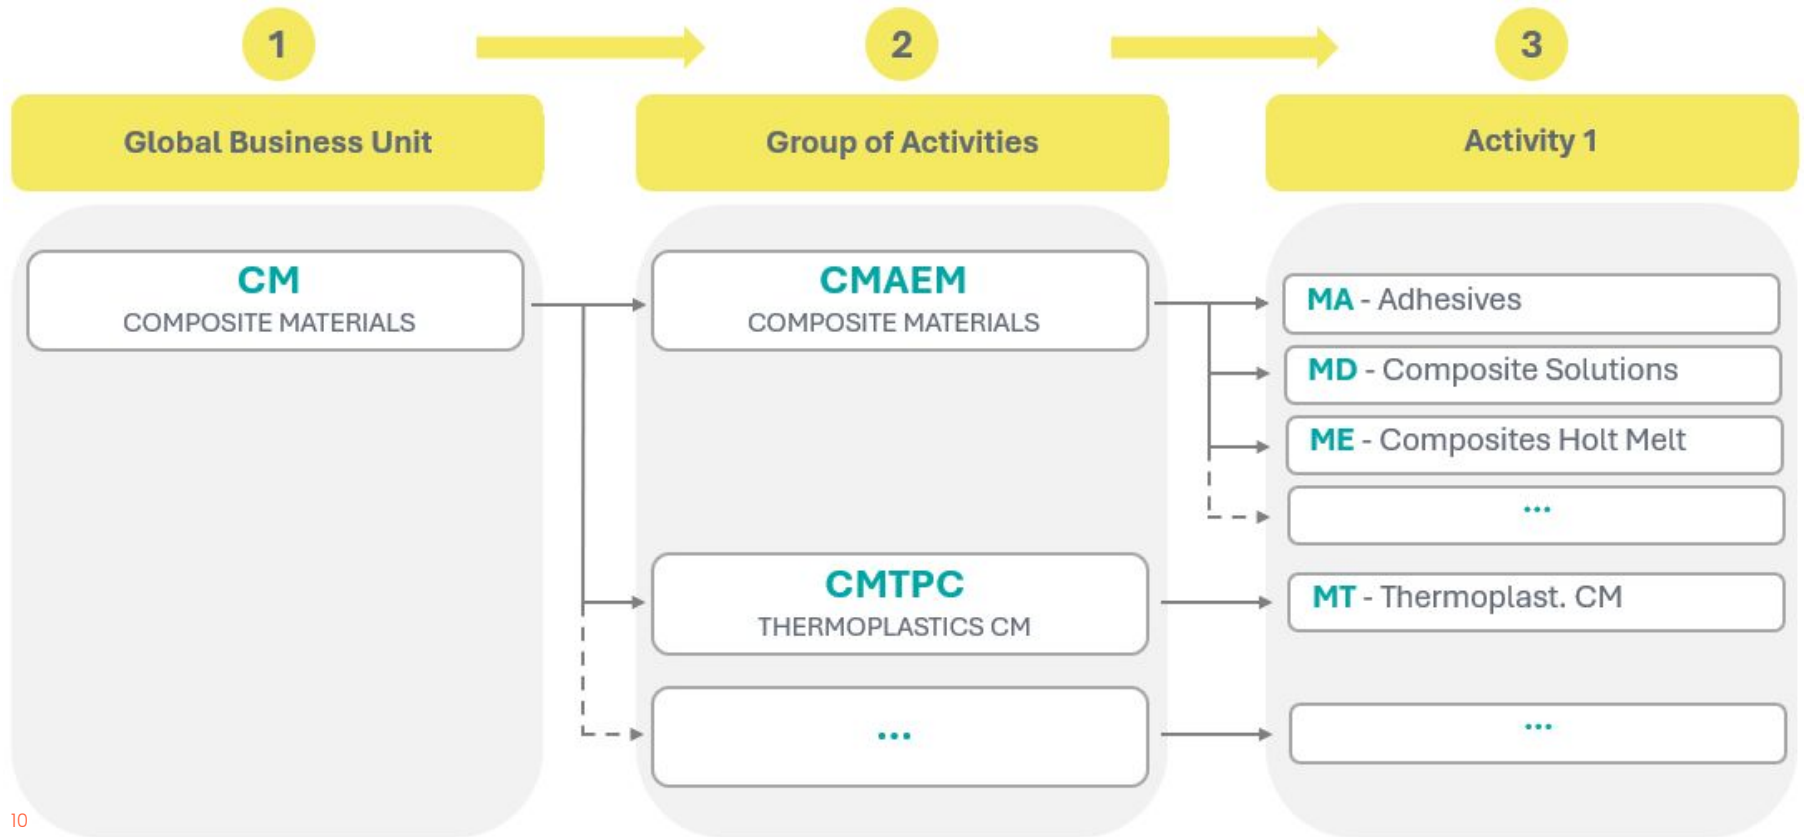 1
2
3
Global Business Unit
Group of Activities
Activity 1
CM
COMPOSITE MATERIALS
CMAEM
COMPOSITE MATERIALS
MA - Adhesives
MD - Composite Solutions
ME - Composites Holt Melt
...
CMTPC
THERMOPLASTICS CM
MT - Thermoplast. CM
...
...
10